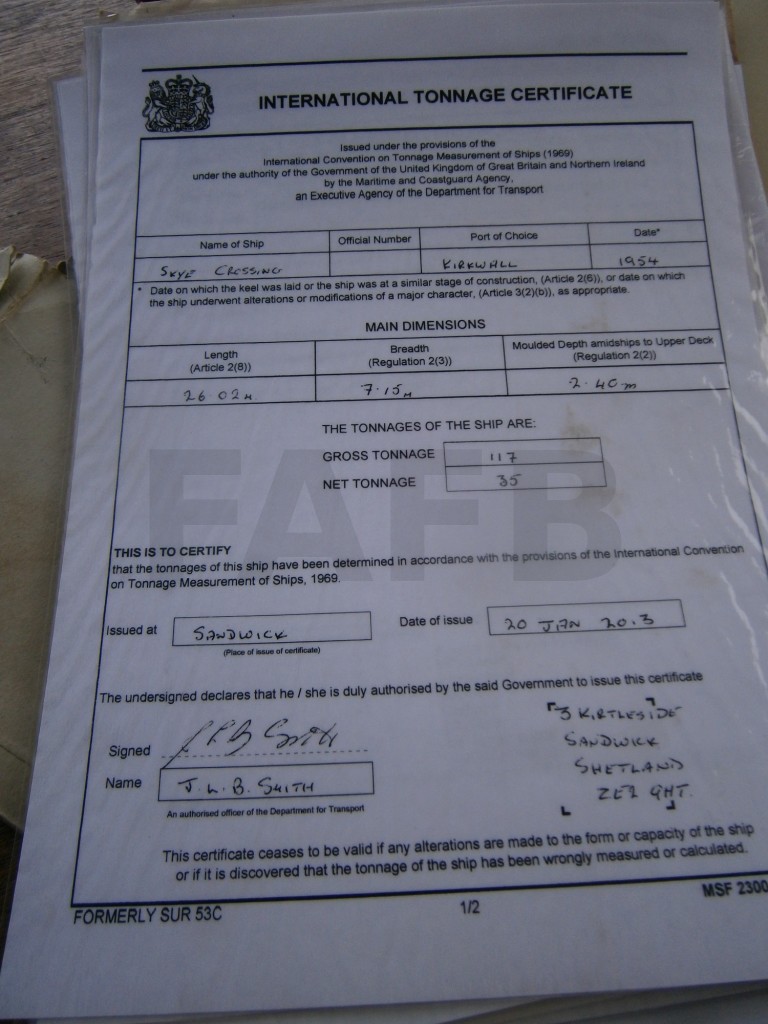 INTERNATIONAL TONNAGE CERTIFICATE
Issued under the provisions of the
International Convention on Tonnage Measurement of Ships (1969)
under the authority of the Government of the United Kingdom of Great Britain and Northern Ireland
by the Maritime and Coastguard Agency,
an Executive Agency of the Department for Transport
Name of Ship Official Number Port of Choice Date*
SKYE CROSSING KIRKWALL 1954
* Date on which the keel was laid or the ship was at a similar stage of construction, (Article 2(6)), or date on which
the ship underwent alterations or modifications of a major character, (Article 3(2)(b)), as appropriate.
MAIN DIMENSIONS
Length Breadth Moulded Depth amidships to Upper Deck
(Article 2(8)) (Regulation 2(3)) (Regulation 2(2))
26.02M 7.15M 2.40m
THE TONNAGES OF THE SHIP ARE:
GROSS TONNAGE 117
NET TONNAGE 35
FAFB
THIS IS TO CERTIFY
that the tonnages of this ship have been determined in accordance with the provisions of the International Convention
on Tonnage Measurement of Ships, 1969.
Issued at SANDWICK Date of issue 20 JAN 2013
(Place of issue of certificate)
The undersigned declares that he / she is duly authorised by the said Government to issue this certificate
3 KIRTLESIDE
SANDWICK
SHETLAND
ZE2 9HT.
Signed JLB Smith
Name J. L. B. SMITH
An authorised officer of the Department for Transport
This certificate ceases to be valid if any alterations are made to the form or capacity of the ship
or if it is discovered that the tonnage of the ship has been wrongly measured or calculated.
FORMERLY SUR 53C 1/2 MSF 2300